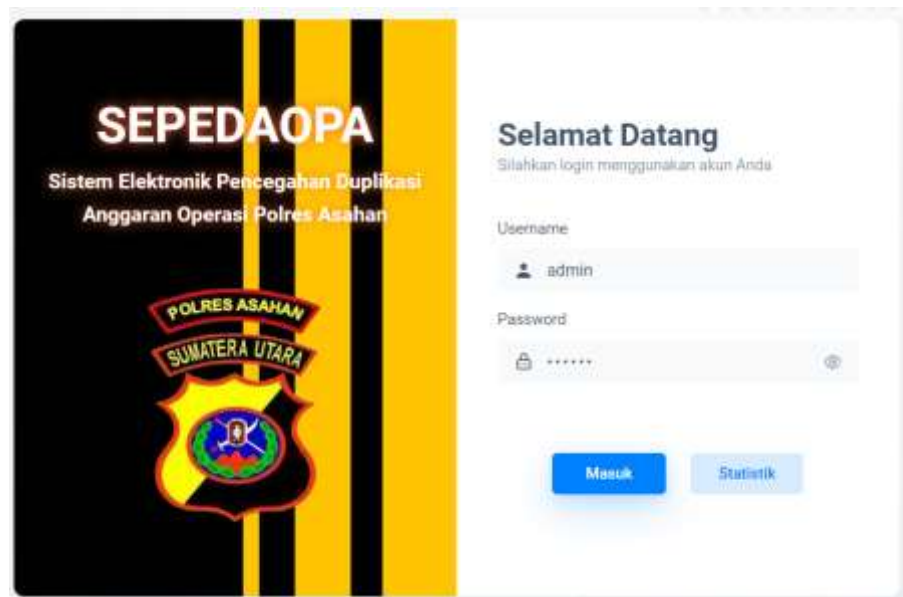 SEPEDAOPA
Sistem Elektronik Pencegahan Duplikasi
Anggaran Operasi Polres Asahan
POLRES ASAHAN
SUMATERA UTARA
Selamat Datang
Silahkan login menggunakan akun Anda
Username
admin
Password
······
Masuk
Statistik